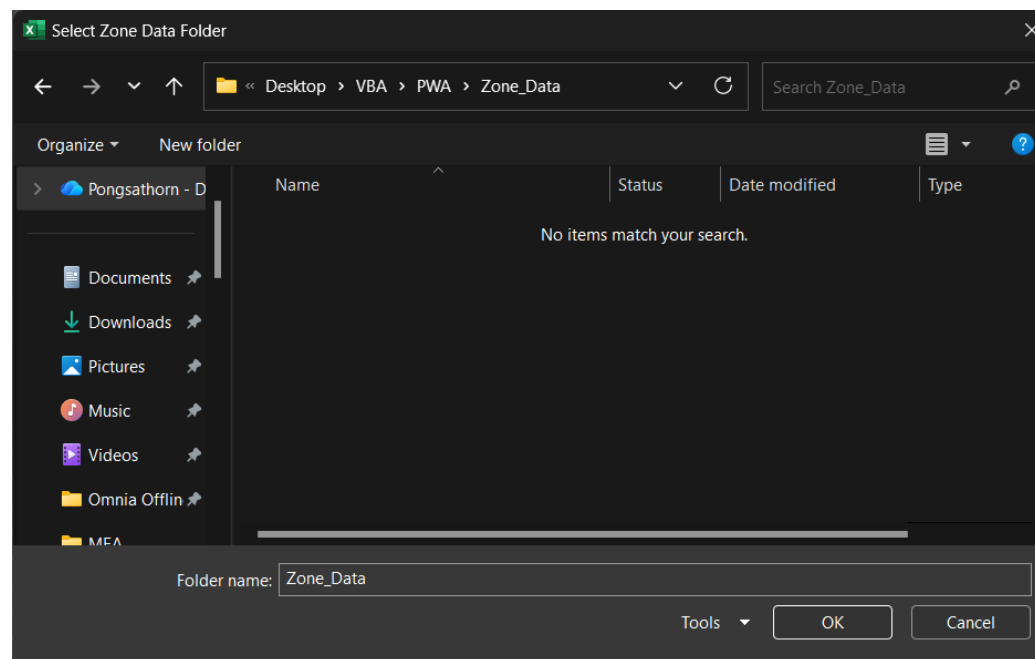 Select Zone Data Folder
« Desktop > VBA > PWA > Zone_Data
Search Zone_Data
Organize
New folder
Pongsathorn - D
Name
Status
Date modified
Type
No items match your search.
Documents
Downloads
Pictures
Music
Videos
Omnia Offlin
MEA
Folder name: Zone_Data
Tools
OK
Cancel